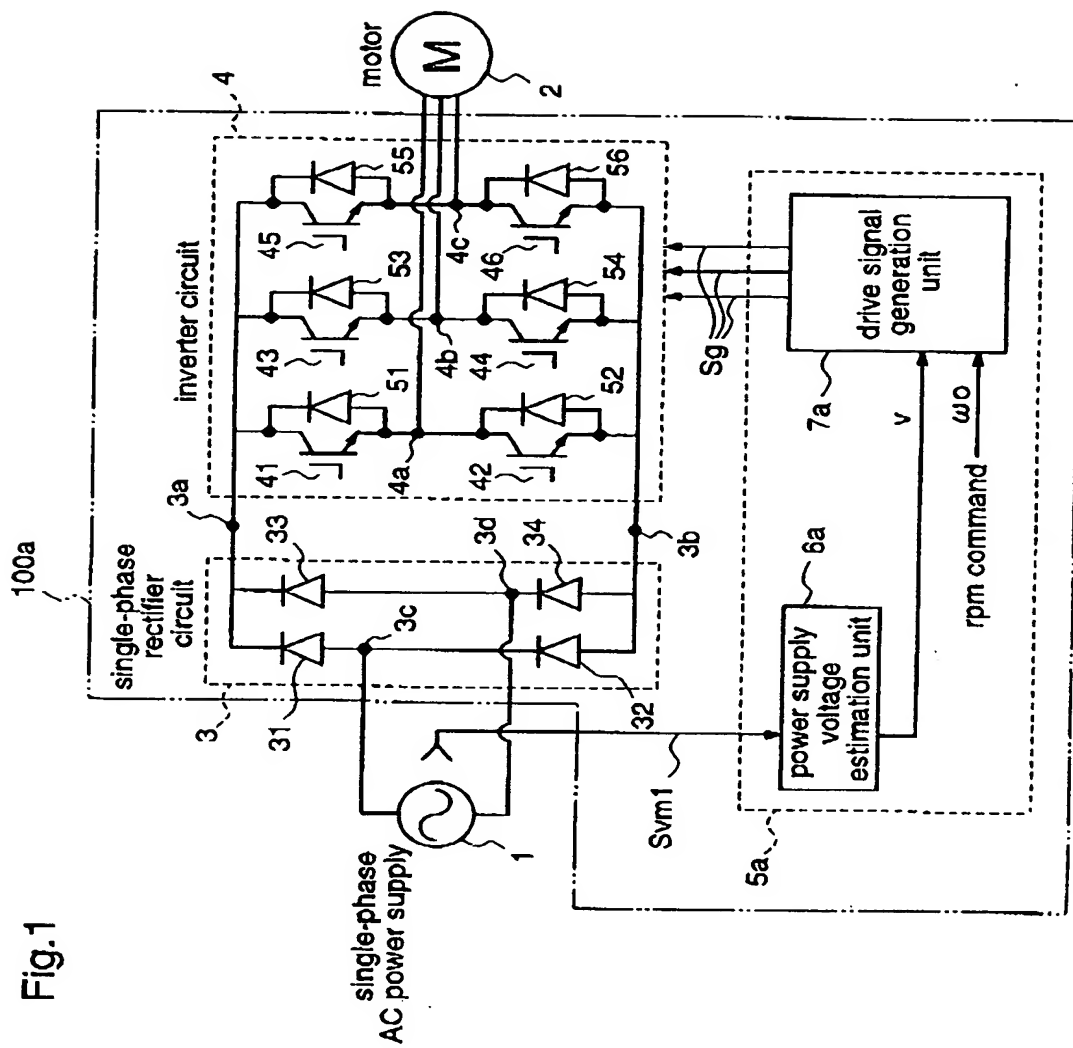 Fig.1
100a
single-phase
rectifier
circuit
inverter circuit
4
motor
M
2
3
31
33
3a
3c
3d
34
32
3b
41
51
43
53
45
55
4a
4b
4c
42
52
44
54
46
56
single-phase
AC power supply
1
Svm1
5a
power supply
voltage
estimation unit
6a
v
rpm command
ωo
7a
drive signal
generation
unit
Sg